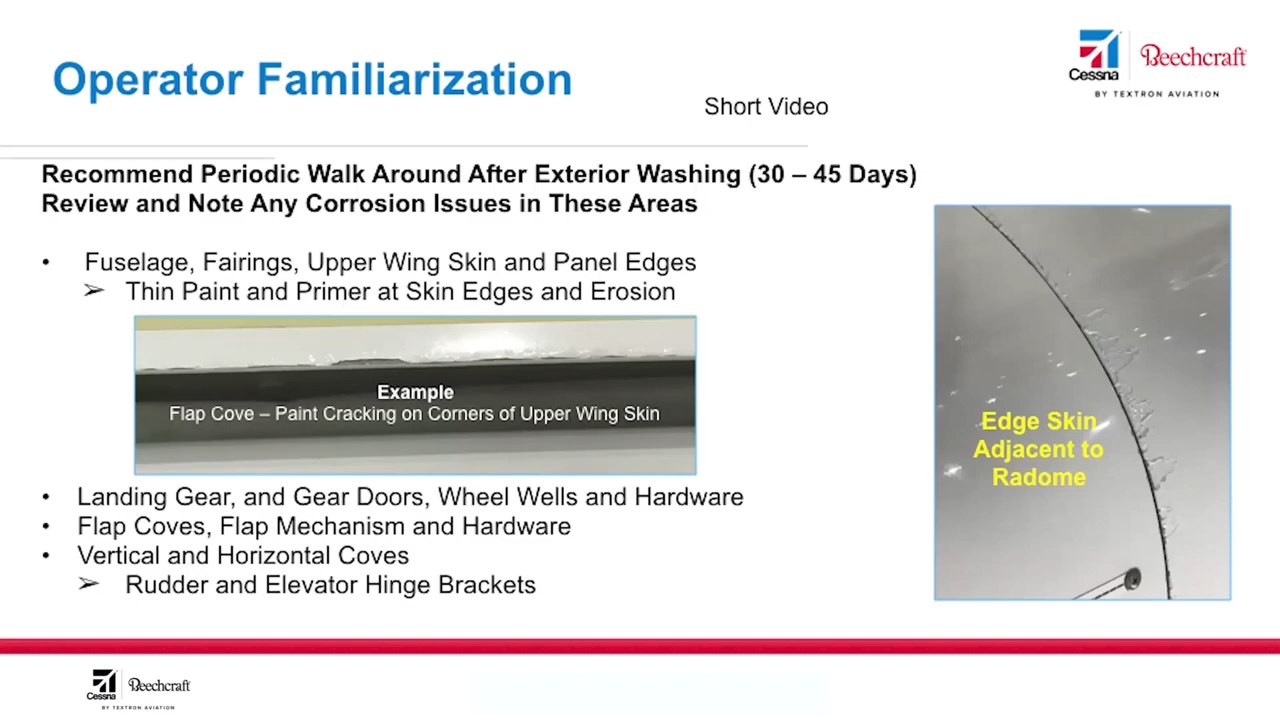 Operator Familiarization
Short Video
Cessna
Beechcraft
BY TEXTRON AVIATION
Recommend Periodic Walk Around After Exterior Washing (30 – 45 Days)
Review and Note Any Corrosion Issues in These Areas
• Fuselage, Fairings, Upper Wing Skin and Panel Edges
➢ Thin Paint and Primer at Skin Edges and Erosion
Example
Flap Cove – Paint Cracking on Corners of Upper Wing Skin
Edge Skin
Adjacent to
Radome
• Landing Gear, and Gear Doors, Wheel Wells and Hardware
• Flap Coves, Flap Mechanism and Hardware
• Vertical and Horizontal Coves
➢ Rudder and Elevator Hinge Brackets
Cessna
Beechcraft
BY TEXTRON AVIATION